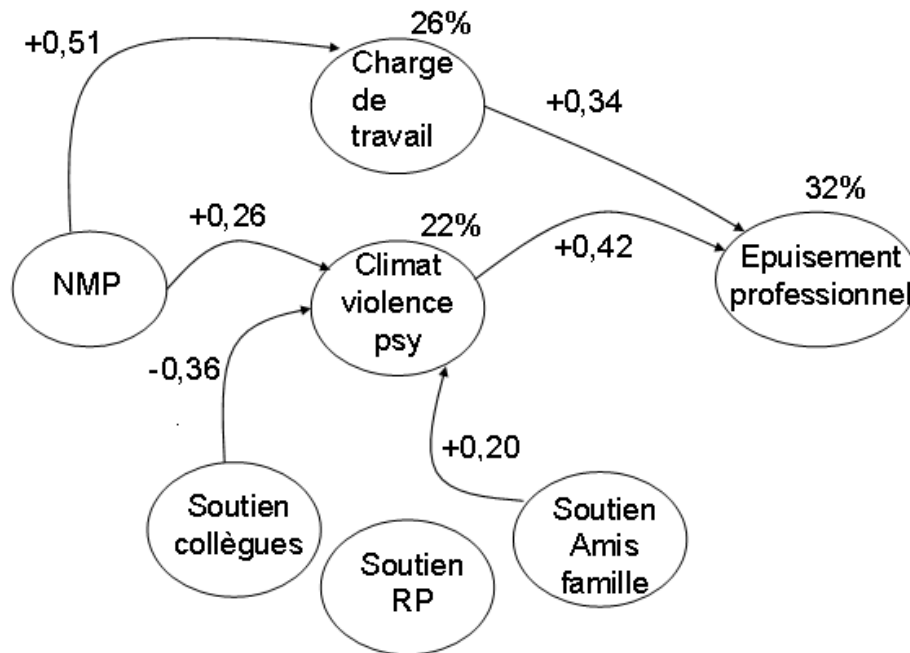 26%
+0,51
Charge
de
travail
+0,34
32%
+0,26
22%
+0,42
NMP
Climat
violence
psy
Epuisement
professionnel
-0,36
+0,20
Soutien
collègues
Soutien
RP
Soutien
Amis
famille